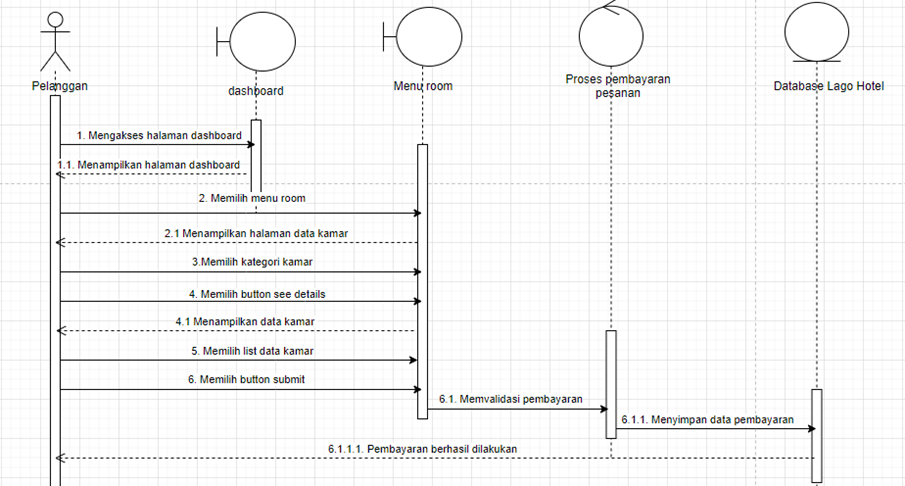 Pelanggan
dashboard
Menu room
Proses pembayaran
pesanan
Database Lago Hotel
1. Mengakses halaman dashboard
1.1. Menampilkan halaman dashboard
2. Memilih menu room
2.1 Menampilkan halaman data kamar
3.Memilih kategori kamar
4. Memilih button see details
4.1 Menampilkan data kamar
5. Memilih list data kamar
6. Memilih button submit
6.1. Memvalidasi pembayaran
6.1.1. Menyimpan data pembayaran
6.1.1.1. Pembayaran berhasil dilakukan